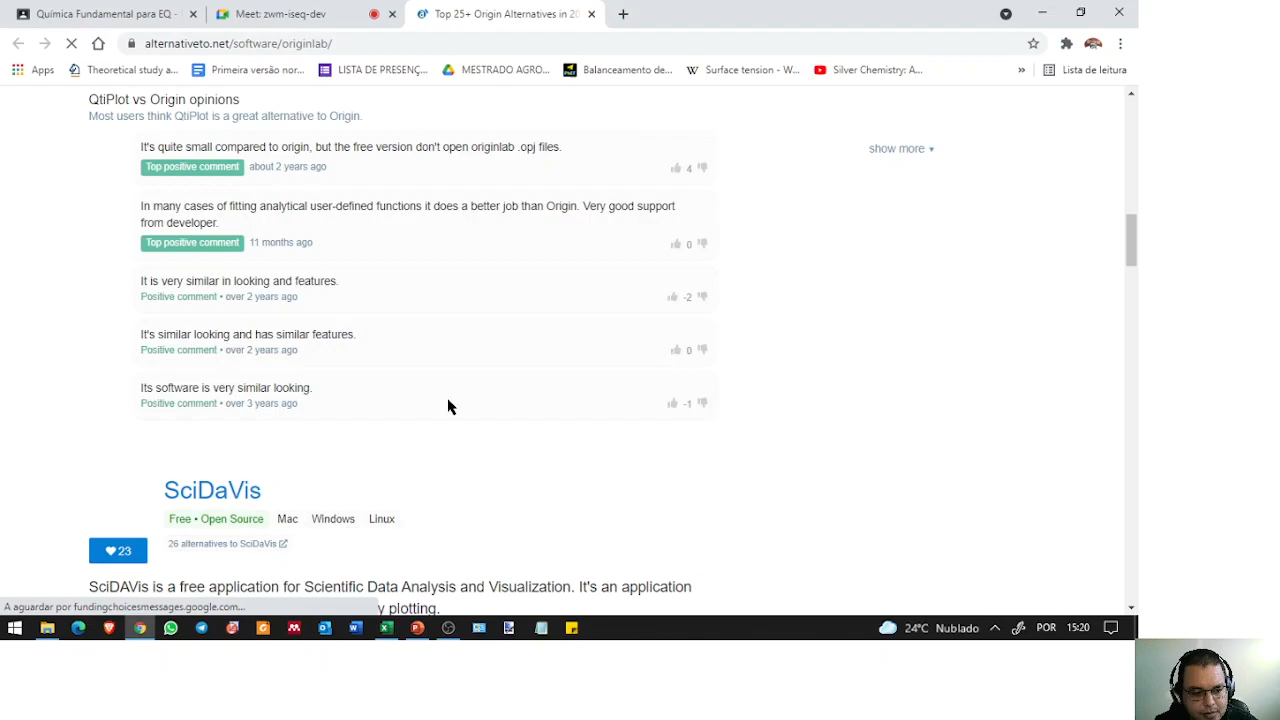 Química Fundamental para EQ -
Meet: zwm-iseq-dev
Top 25+ Origin Alternatives in 20
alternativeto.net/software/originlab/
Apps
Theoretical study a...
Primeira versão nor...
LISTA DE PRESENÇ...
MESTRADO AGRO...
Balanceamento de...
Surface tension - W...
Silver Chemistry: A...
»
Lista de leitura
QtiPlot vs Origin opinions
Most users think QtiPlot is a great alternative to Origin.
It's quite small compared to origin, but the free version don't open originlab .opj files.
show more ▾
Top positive comment about 2 years ago
4
In many cases of fitting analytical user-defined functions it does a better job than Origin. Very good support
from developer.
Top positive comment 11 months ago
0
It is very similar in looking and features.
Positive comment • over 2 years ago
-2
It's similar looking and has similar features.
Positive comment • over 2 years ago
0
Its software is very similar looking.
Positive comment • over 3 years ago
-1
SciDaVis
Free • Open Source Mac Windows Linux
26 alternatives to SciDaVis
23
SciDAVis is a free application for Scientific Data Analysis and Visualization. It's an application
A aguardar por fundingchoicesmessages.google.com...
y plotting.
24°C Nublado
POR
15:20